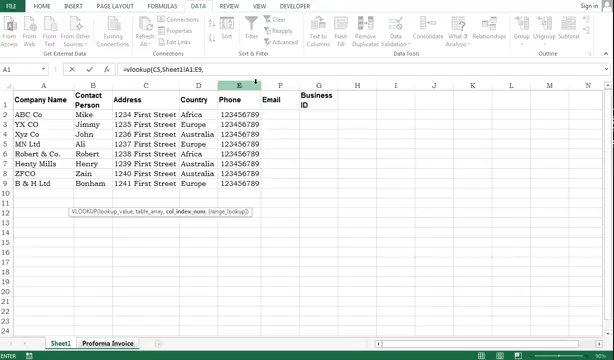 FILE HOME INSERT PAGE LAYOUT FORMULAS DATA REVIEW VIEW DEVELOPER Sign in
From Access From Web From Text From Other Sources Existing Connections Refresh All Connections Properties Edit Links Sort Filter Clear Reapply Advanced Text to Columns Flash Fill Remove Duplicates Data Validation Consolidate What-If Analysis Relationships Group Ungroup Subtotal
Get External Data Connections Sort & Filter Data Tools Outline
A1 =vlookup(C5,Sheet1!A1:E9,
A B C D E F G H I J K L M N
1 Company Name Contact Person Address Country Phone Email Business ID
2 ABC Co Mike 1234 First Street Africa 123456789
3 YX CO Jimmy 1235 First Street Europe 123456789
4 Xyz Co John 1236 First Street Australia 123456789
5 MN Ltd Ali 1237 First Street Europe 123456789
6 Robert & Co. Robert 1238 First Street Africa 123456789
7 Henty Mills Henry 1239 First Street Australia 123456789
8 ZFCO Zain 1240 First Street Australia 123456789
9 B & H Ltd Bonham 1241 First Street Europe 123456789
10
11
12
VLOOKUP(lookup_value, table_array, col_index_num, [range_lookup])
13
14
15
16
17
18
19
20
21
22
23
24
Sheet1 Proforma Invoice
ENTER 90%